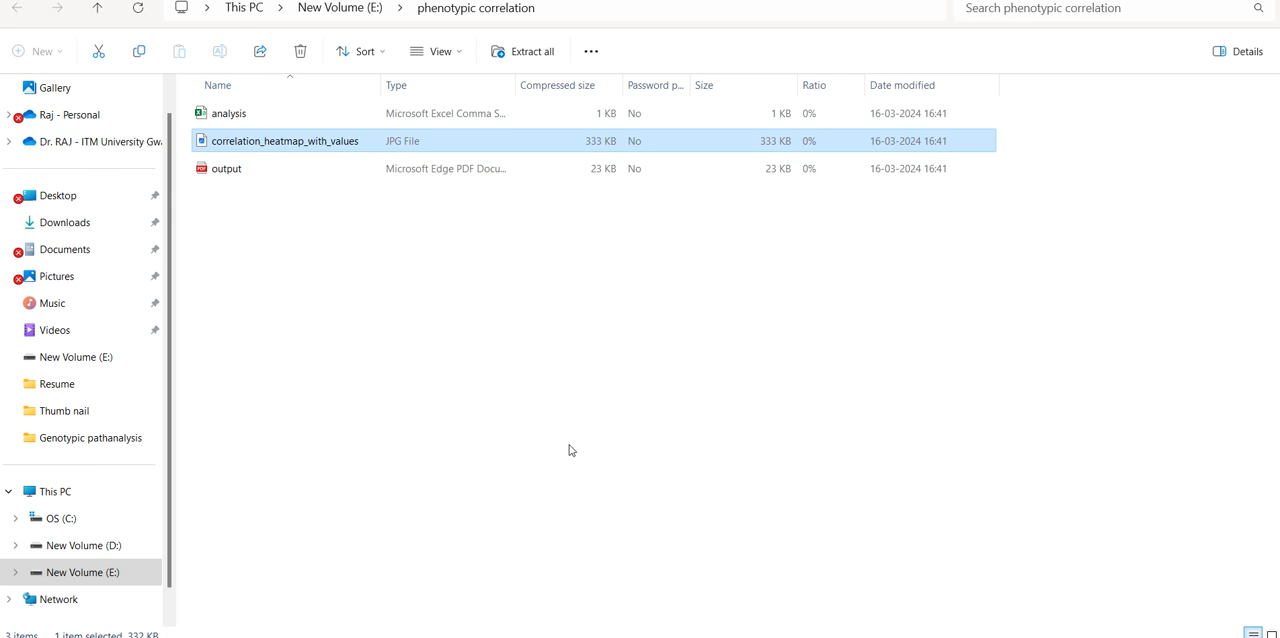 This PC > New Volume (E:) > phenotypic correlation
Search phenotypic correlation
New
Sort
View
Extract all
Details
Name Type Compressed size Password p... Size Ratio Date modified
analysis Microsoft Excel Comma S... 1 KB No 1 KB 0% 16-03-2024 16:41
correlation_heatmap_with_values JPG File 333 KB No 333 KB 0% 16-03-2024 16:41
output Microsoft Edge PDF Docu... 23 KB No 23 KB 0% 16-03-2024 16:41
Gallery
Raj - Personal
Dr. RAJ - ITM University Gwa
Desktop
Downloads
Documents
Pictures
Music
Videos
New Volume (E:)
Resume
Thumb nail
Genotypic pathanalysis
This PC
OS (C:)
New Volume (D:)
New Volume (E:)
Network
3 items 1 item selected 332 KB